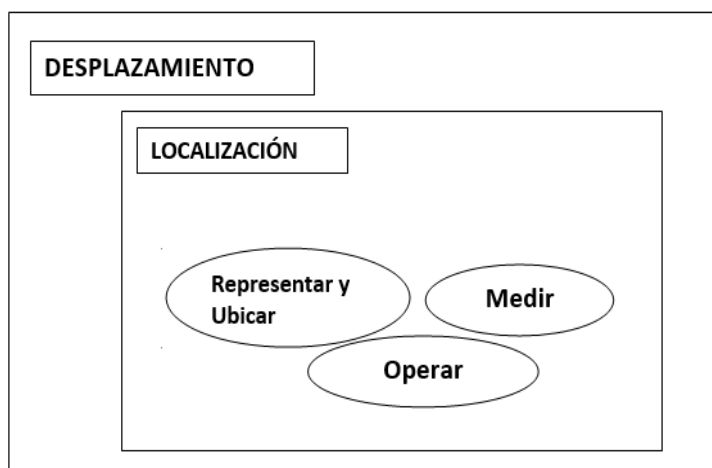 DESPLAZAMIENTO
LOCALIZACIÓN
Representar y
Ubicar
Medir
Operar